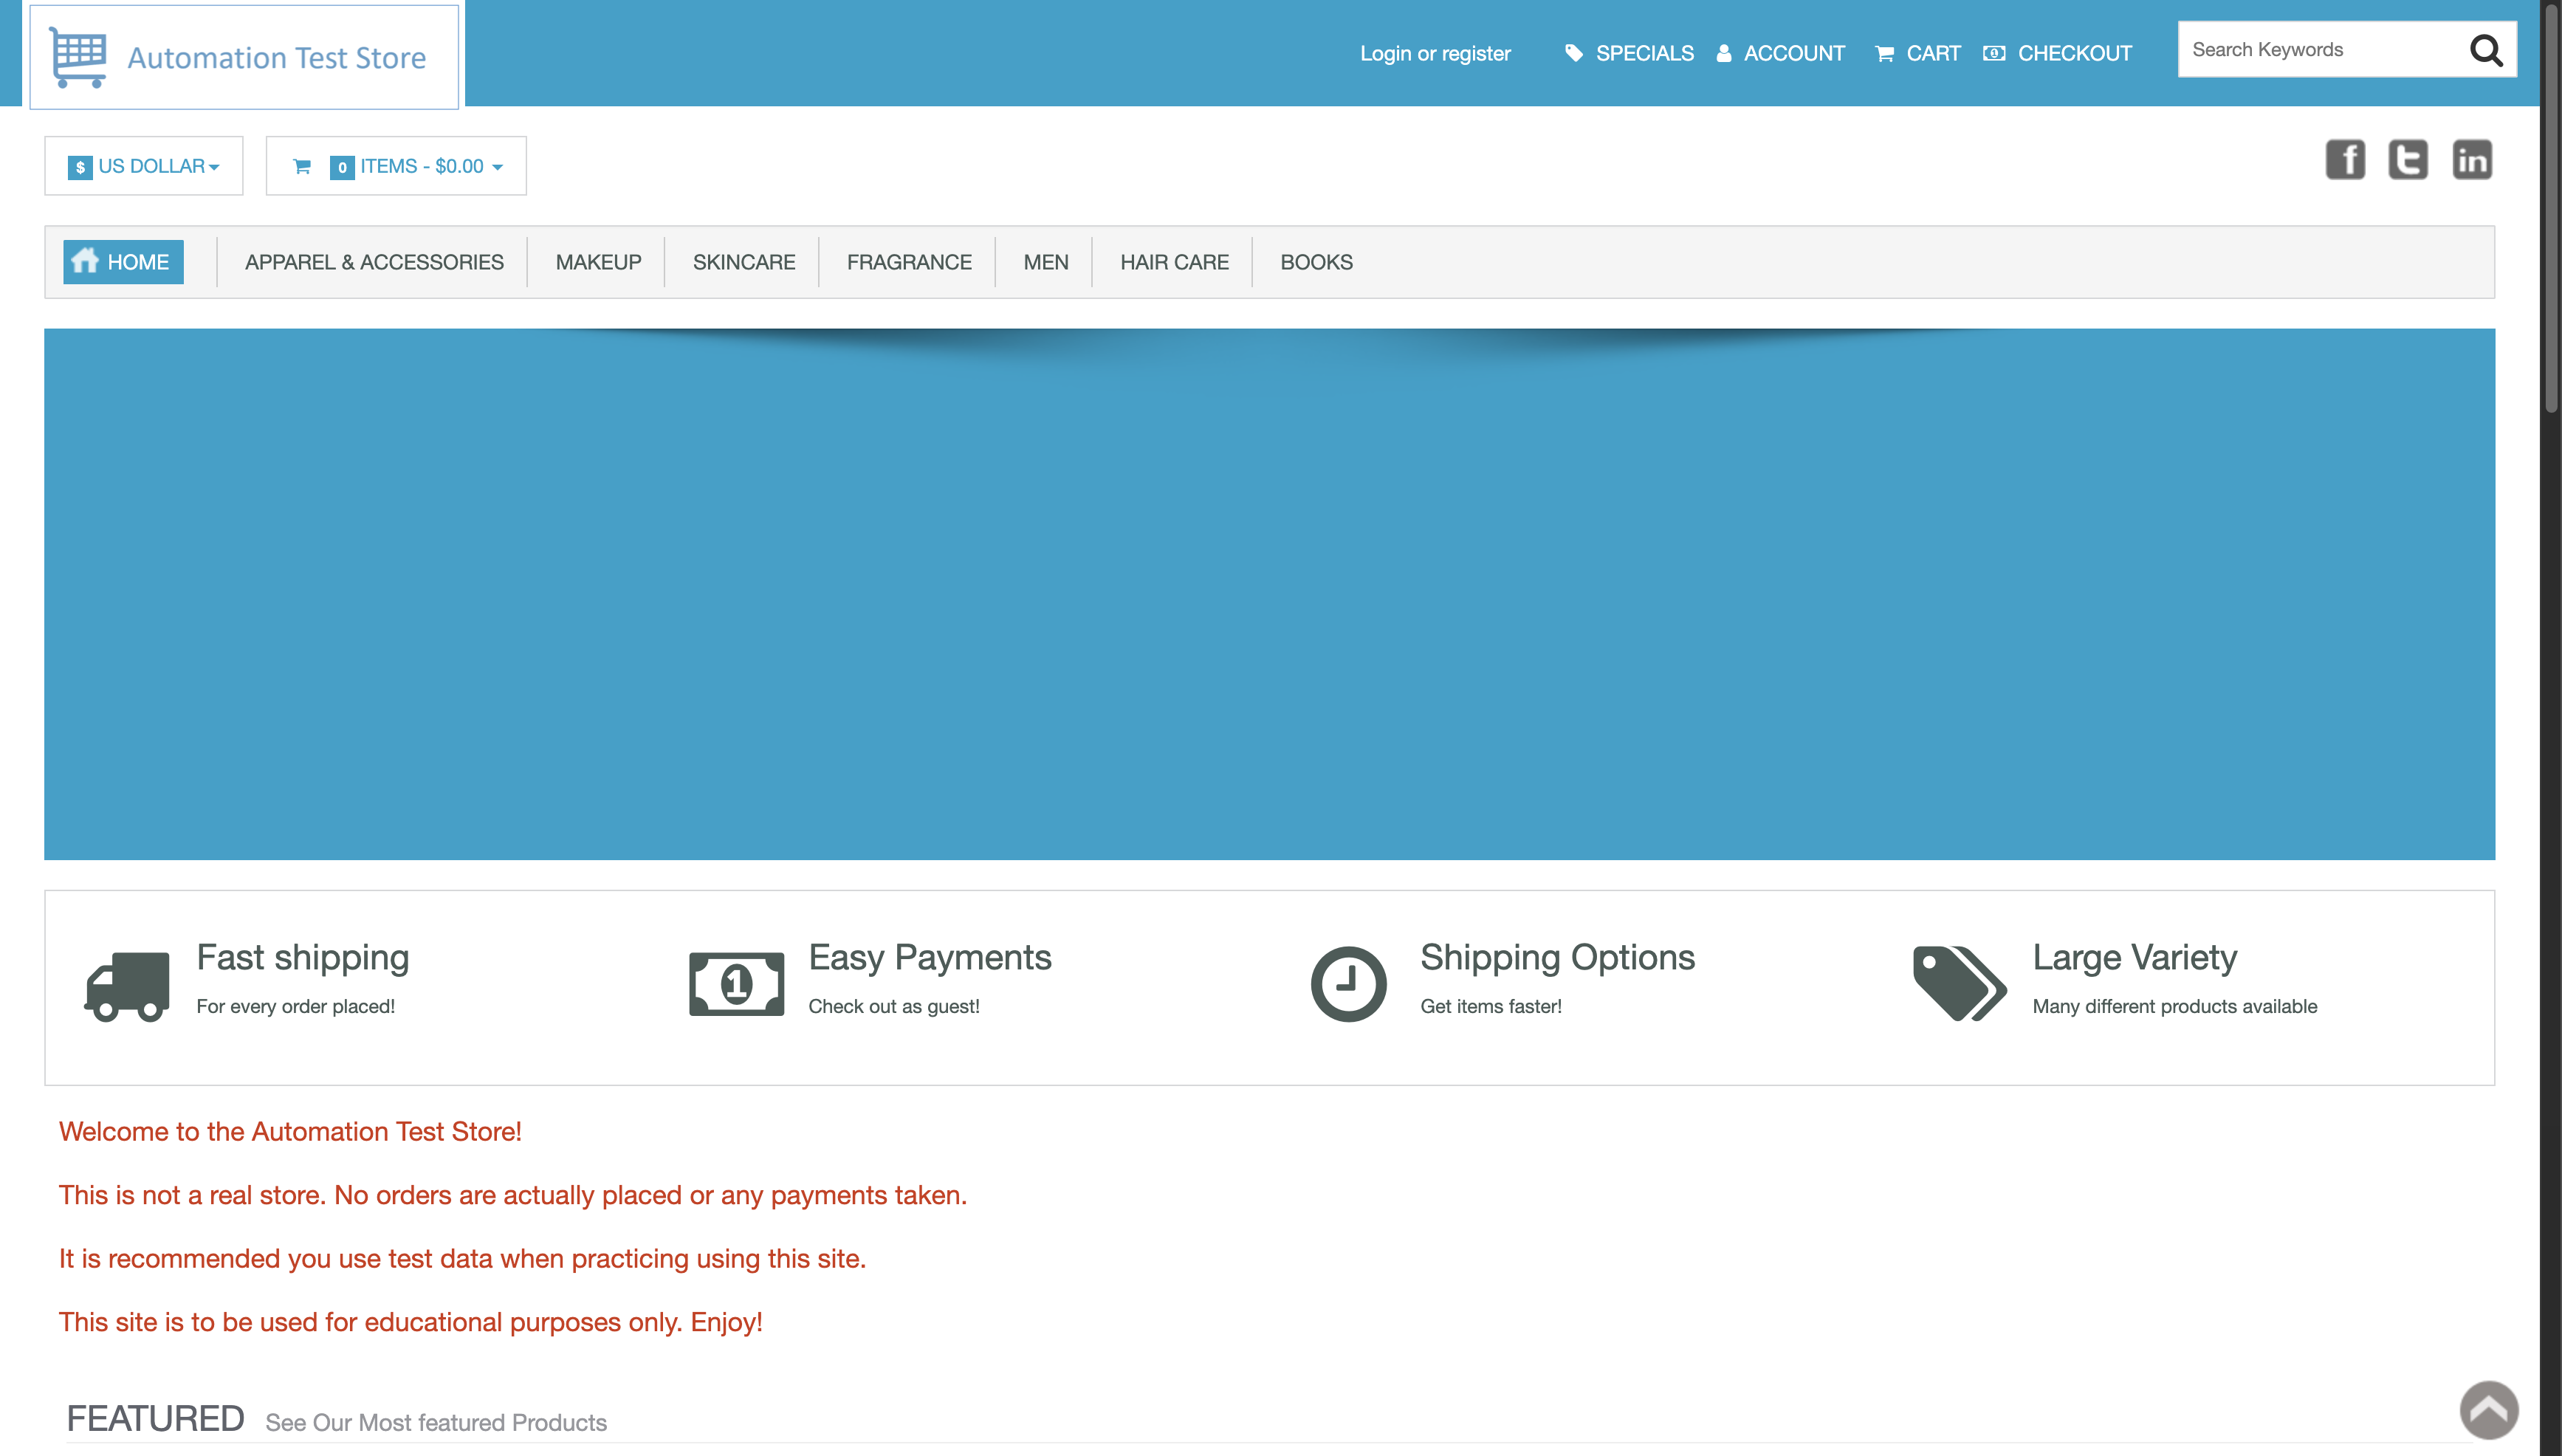 Automation Test Store
Login or register SPECIALS ACCOUNT CART CHECKOUT Search Keywords
$ US DOLLAR 0 ITEMS - $0.00
HOME APPAREL & ACCESSORIES MAKEUP SKINCARE FRAGRANCE MEN HAIR CARE BOOKS
Fast shipping
For every order placed!
1
Easy Payments
Check out as guest!
Shipping Options
Get items faster!
Large Variety
Many different products available
Welcome to the Automation Test Store!
This is not a real store. No orders are actually placed or any payments taken.
It is recommended you use test data when practicing using this site.
This site is to be used for educational purposes only. Enjoy!
FEATURED See Our Most featured Products